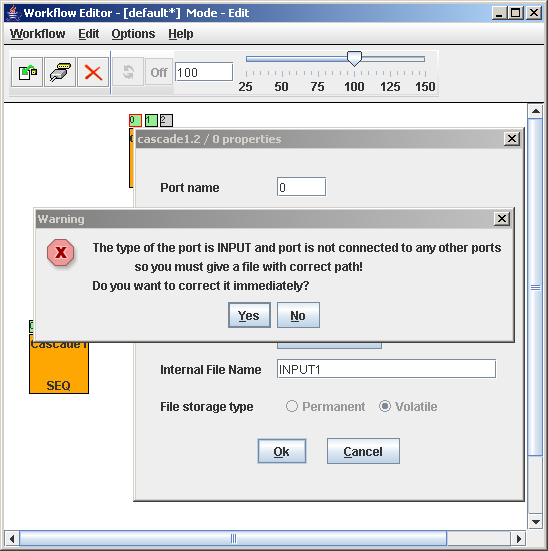 Workflow Editor - [default*] Mode - Edit
Workflow Edit Options Help
Off 100
25 50 75 100 125 150
0 1 2
cascade1.2 / 0 properties
Port name 0
Warning
X
The type of the port is INPUT and port is not connected to any other ports
so you must give a file with correct path!
Do you want to correct it immediately?
Yes No
Cascade1
Internal File Name INPUT1
SEQ
File storage type Permanent Volatile
Ok Cancel